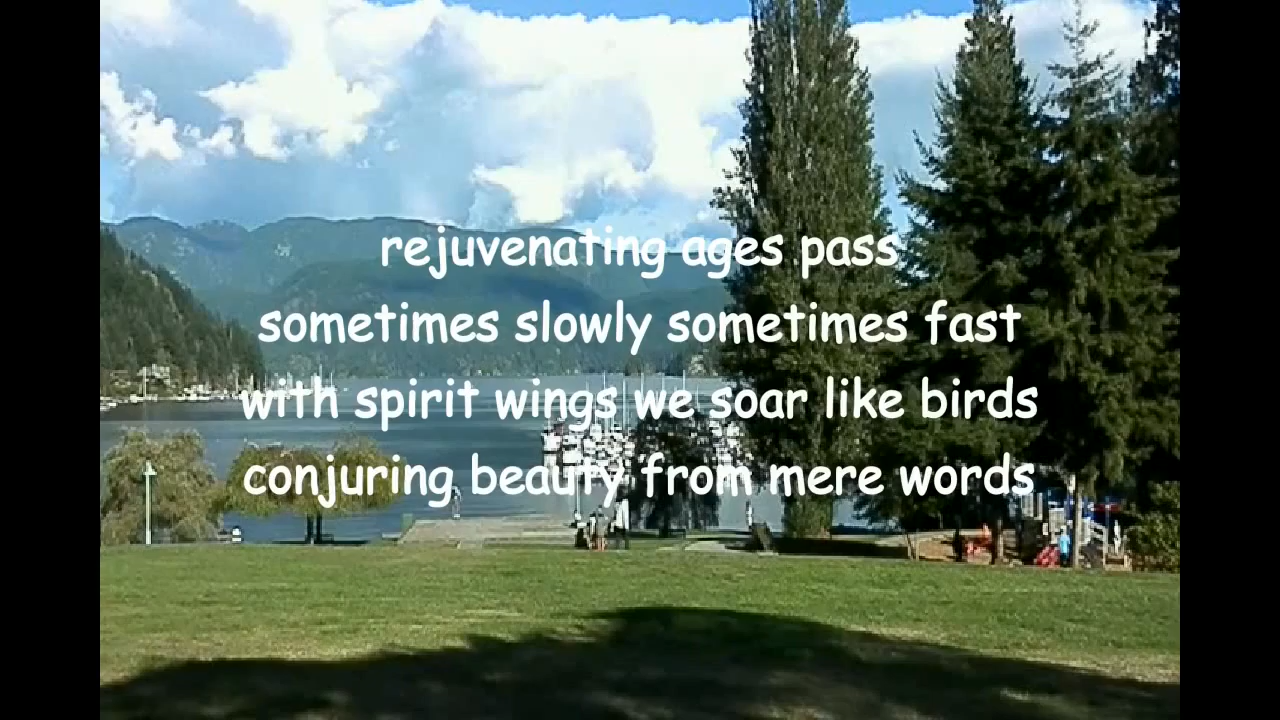 rejuvenating ages pass
sometimes slowly sometimes fast
with spirit wings we soar like birds
conjuring beauty from mere words